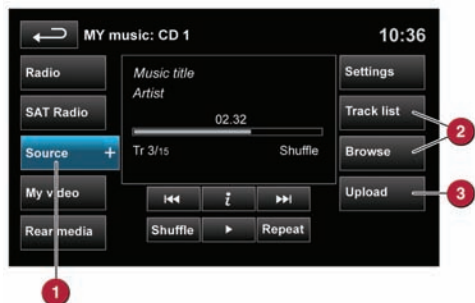 MY music: CD 1
10:36
Radio
Music title
Settings
Artist
SAT Radio
02.32
Track list
Source +
Tr 3/15
Shuffle
Browse
My video
Upload
Rear media
Shuffle
Repeat
i
1
2
3